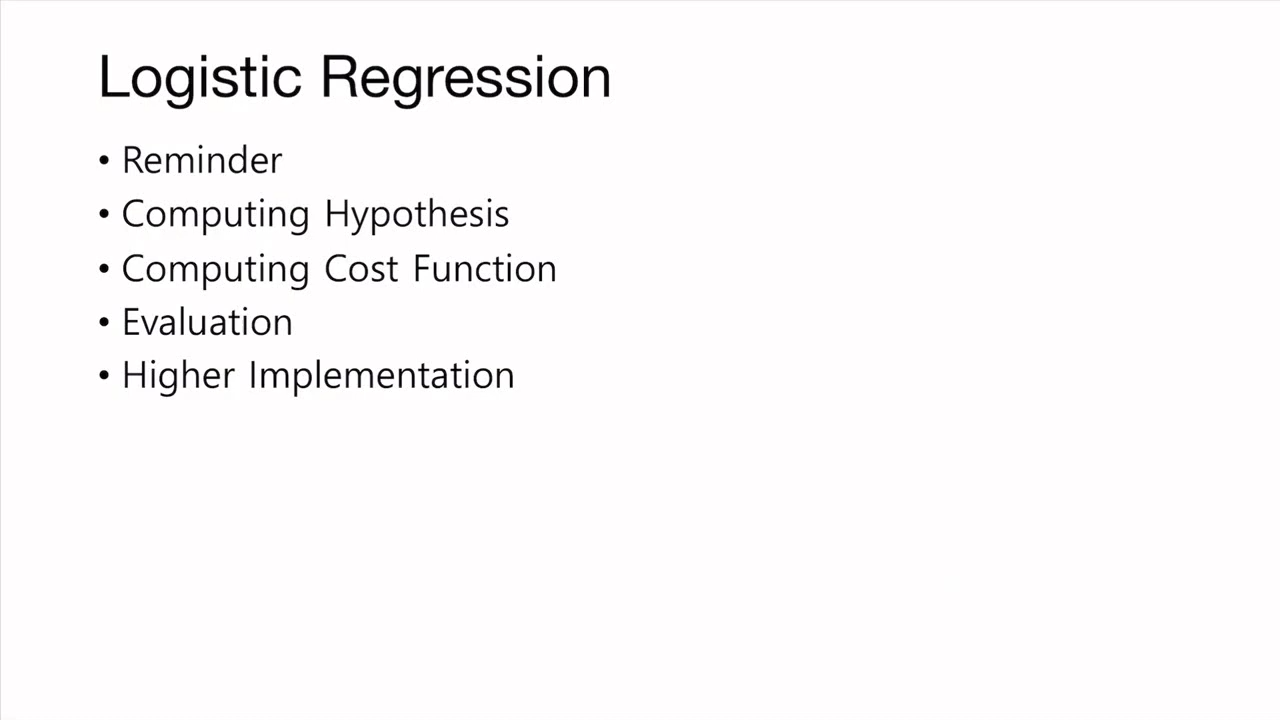 Logistic Regression
• Reminder
• Computing Hypothesis
• Computing Cost Function
• Evaluation
• Higher Implementation